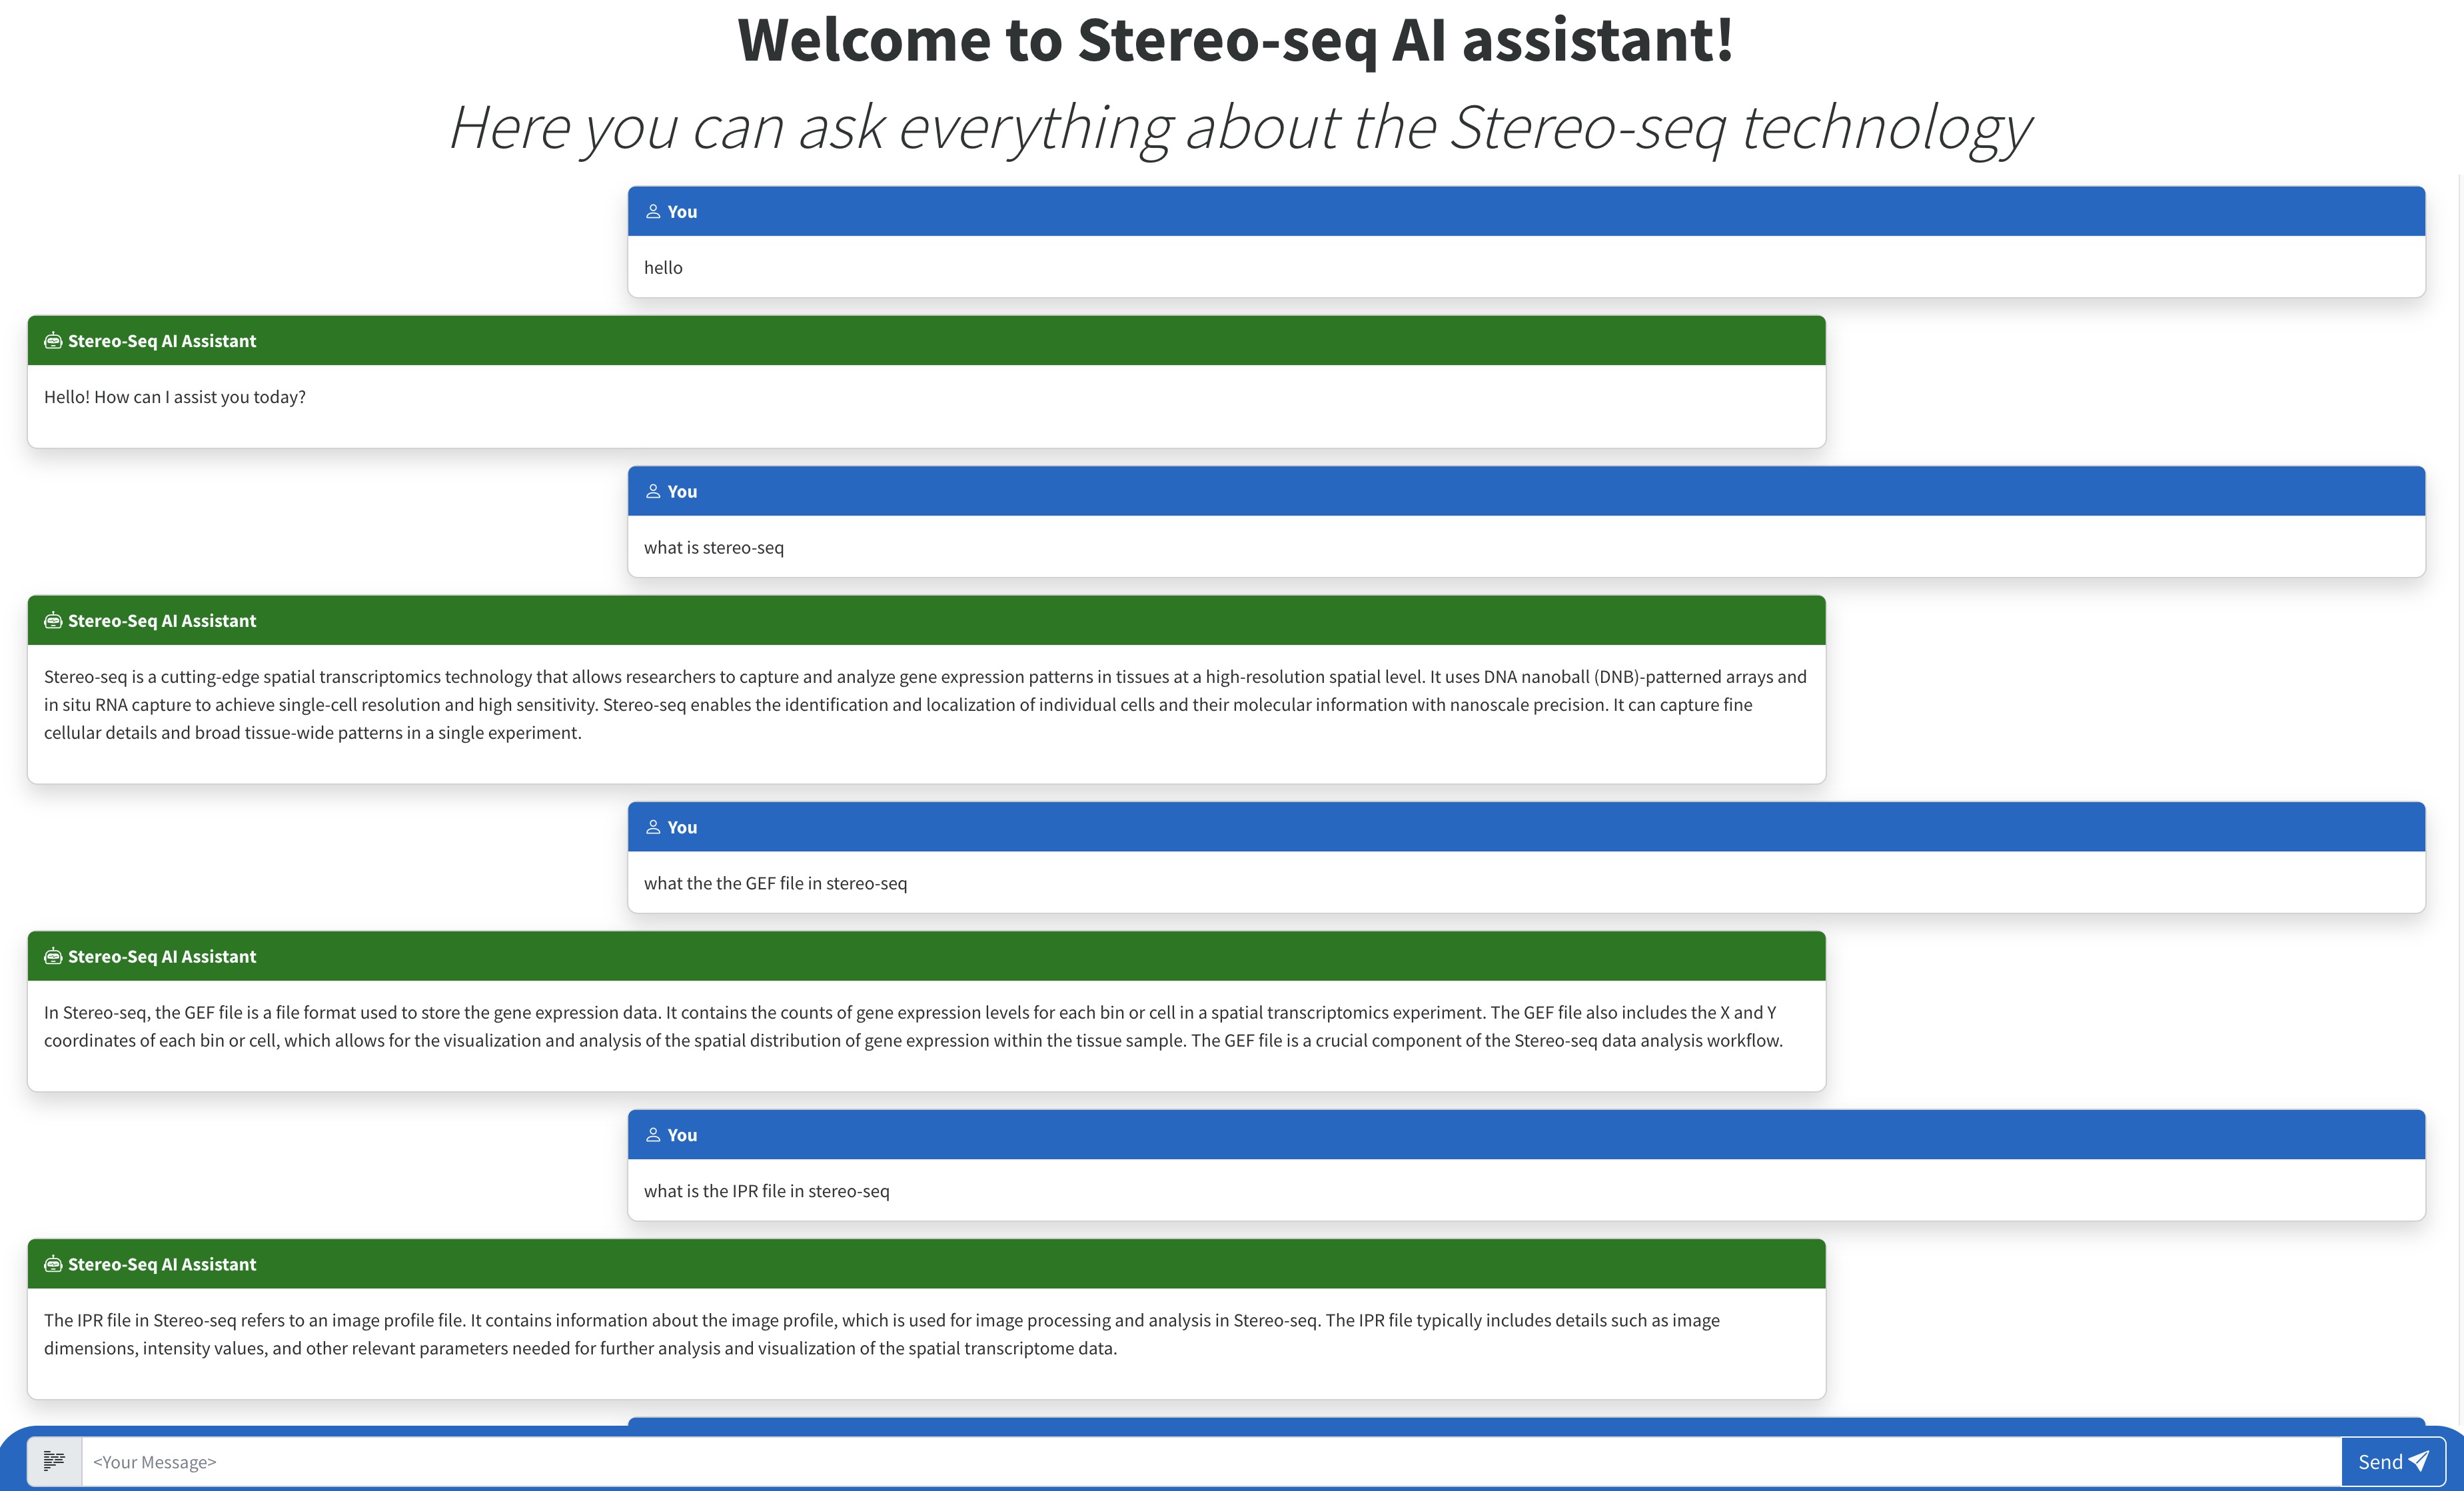 Welcome to Stereo-seq AI assistant!
Here you can ask everything about the Stereo-seq technology
You
hello
Stereo-Seq AI Assistant
Hello! How can I assist you today?
You
what is stereo-seq
Stereo-Seq AI Assistant
Stereo-seq is a cutting-edge spatial transcriptomics technology that allows researchers to capture and analyze gene expression patterns in tissues at a high-resolution spatial level. It uses DNA nanoball (DNB)-patterned arrays and
in situ RNA capture to achieve single-cell resolution and high sensitivity. Stereo-seq enables the identification and localization of individual cells and their molecular information with nanoscale precision. It can capture fine
cellular details and broad tissue-wide patterns in a single experiment.
You
what the the GEF file in stereo-seq
Stereo-Seq AI Assistant
In Stereo-seq, the GEF file is a file format used to store the gene expression data. It contains the counts of gene expression levels for each bin or cell in a spatial transcriptomics experiment. The GEF file also includes the X and Y
coordinates of each bin or cell, which allows for the visualization and analysis of the spatial distribution of gene expression within the tissue sample. The GEF file is a crucial component of the Stereo-seq data analysis workflow.
You
what is the IPR file in stereo-seq
Stereo-Seq AI Assistant
The IPR file in Stereo-seq refers to an image profile file. It contains information about the image profile, which is used for image processing and analysis in Stereo-seq. The IPR file typically includes details such as image
dimensions, intensity values, and other relevant parameters needed for further analysis and visualization of the spatial transcriptome data.
<Your Message>
Send